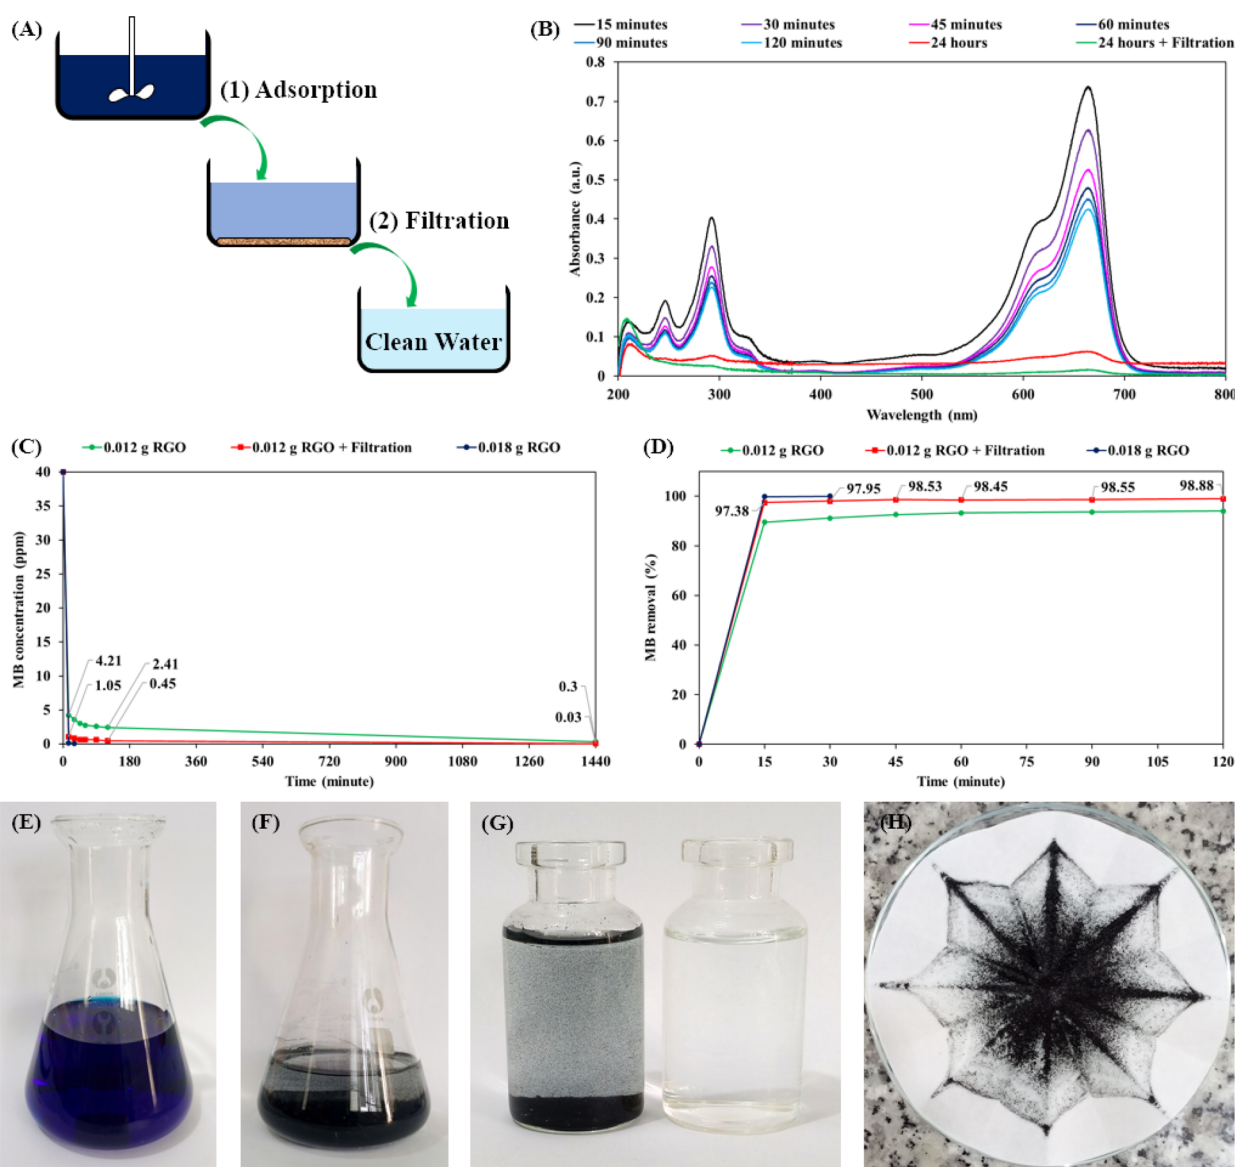 (A)
(1) Adsorption
(2) Filtration
Clean Water
(B)
15 minutes 30 minutes 45 minutes 60 minutes
90 minutes 120 minutes 24 hours 24 hours + Filtration
0.8
0.7
0.6
0.5
0.4
0.3
0.2
0.1
0
Absorbance (a.u.)
200 300 400 500 600 700 800
Wavelength (nm)
(C)
0.012 g RGO 0.012 g RGO + Filtration 0.018 g RGO
40
35
30
25
20
15
10
5
0
MB concentration (ppm)
4.21
1.05
2.41
0.45
0.3
0.03
0 180 360 540 720 900 1080 1260 1440
Time (minute)
(D)
0.012 g RGO 0.012 g RGO + Filtration 0.018 g RGO
100
80
60
40
20
0
MB removal (%)
97.38
97.95
98.53
98.45
98.55
98.88
0 15 30 45 60 75 90 105 120
Time (minute)
(E)
(F)
(G)
(H)